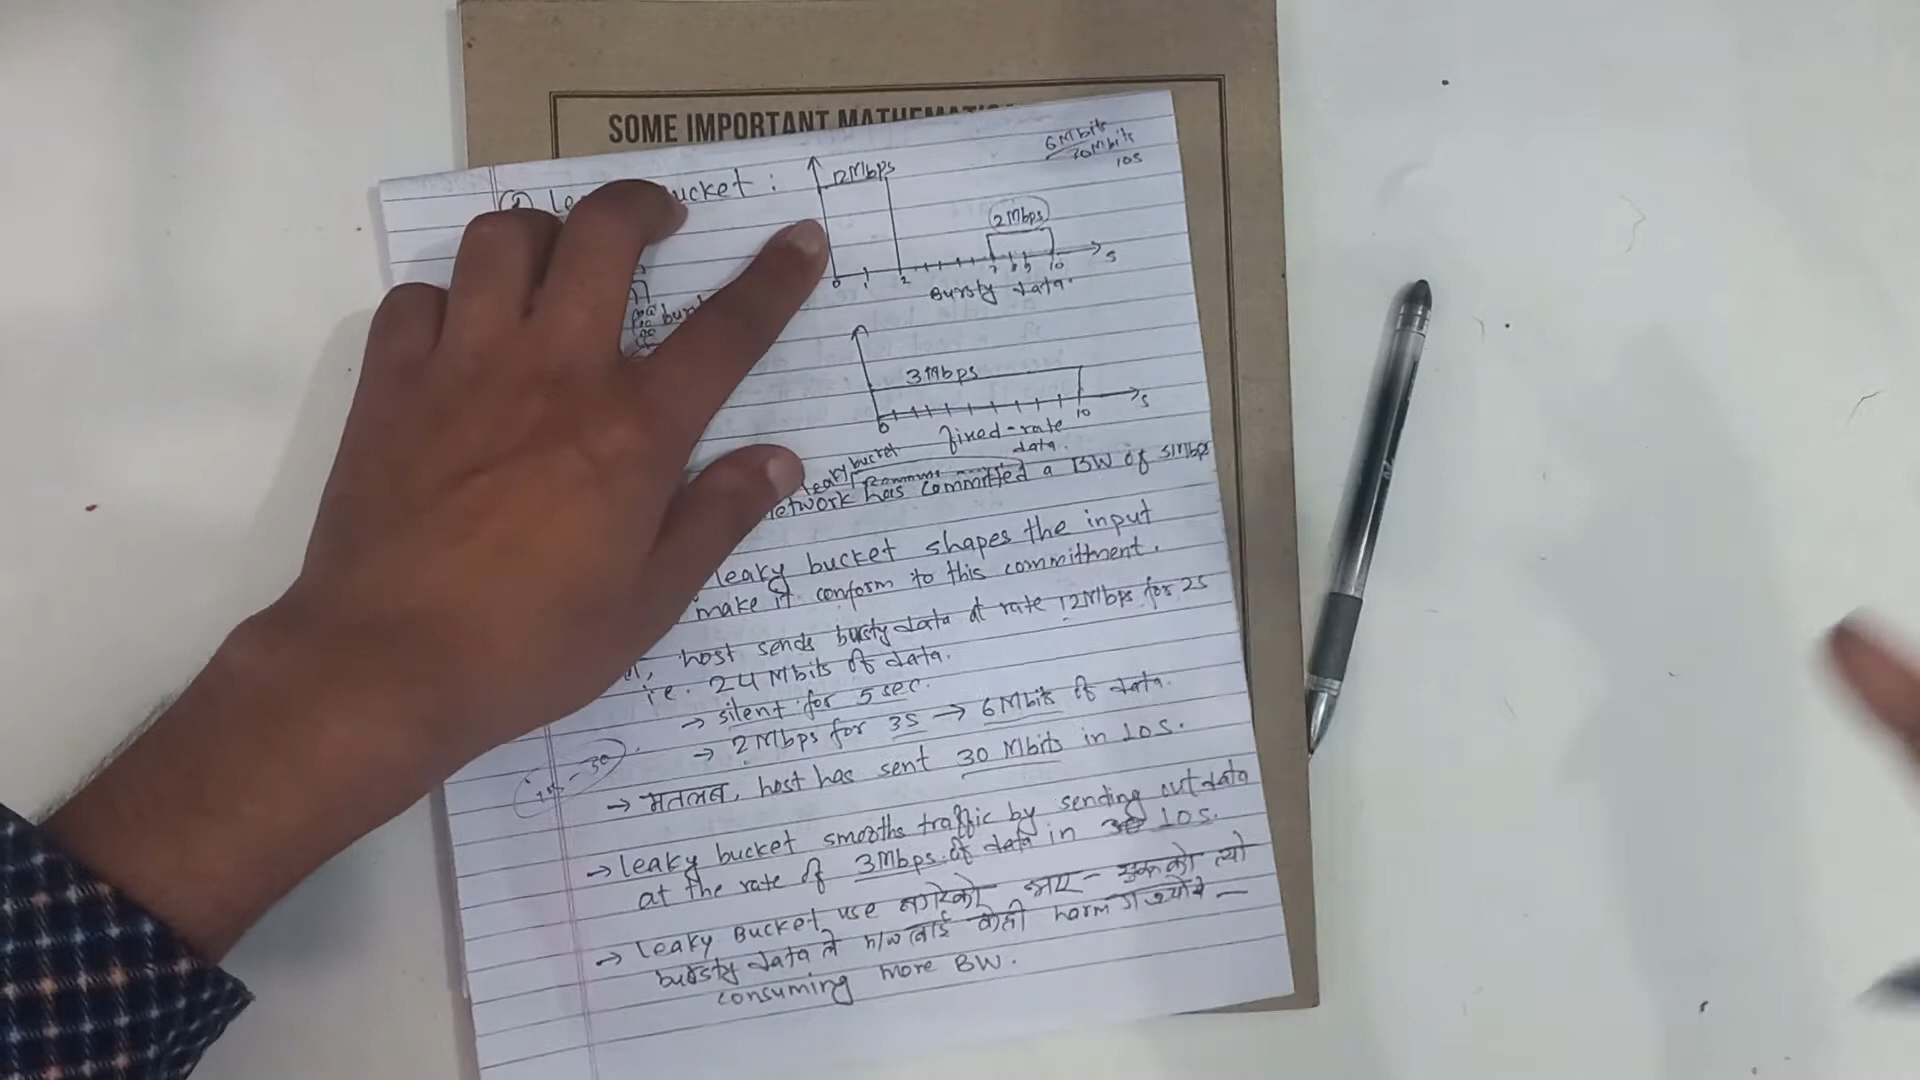 SOME IMPORTANT
6Mbits
30Mbits
10s
ucket :
12Mbps
2Mbps
0 1 2 7 8 9 10 s
Bursty data.
3Mbps
0 10 s
fixed-rate
data.
leaky bucket
network has committed a BW of 3Mbps
leaky bucket shapes the input
make it conform to this committment.
host sends bursty data at rate 12Mbps for 2s
i.e. 24 Mbits of data.
→ silent for 5 sec.
→ 2Mbps for 3s → 6Mbits of data.
→ मतलब, host has sent 30 Mbits in 10s.
→ leaky bucket smooths traffic by sending out data
at the rate of 3Mbps of data in 10s.
→ leaky Bucket use नगरेको भए - त्यो
bursty data ले n/w लाई केही harm
consuming more BW.